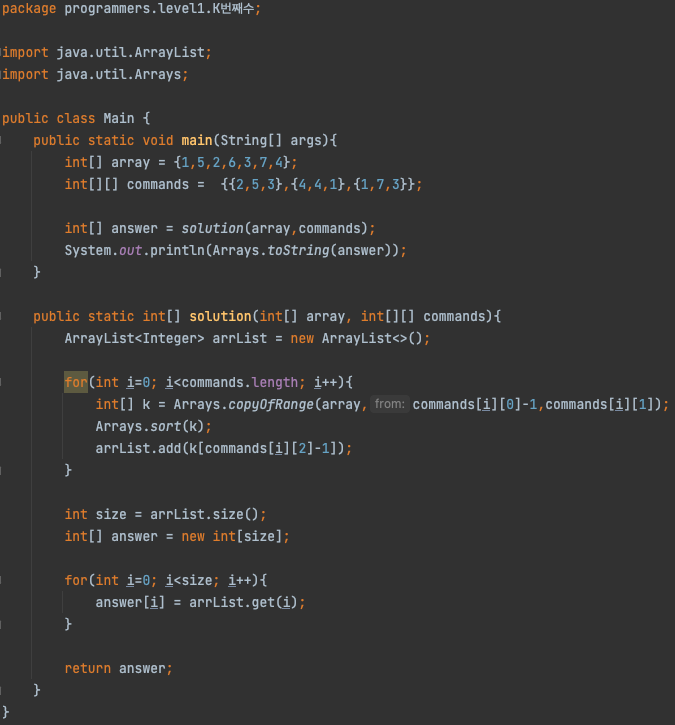 package programmers.level1.K번째수;
import java.util.ArrayList;
import java.util.Arrays;
public class Main {
public static void main(String[] args){
int[] array = {1,5,2,6,3,7,4};
int[][] commands =  {{2,5,3},{4,4,1},{1,7,3}};
int[] answer = solution(array,commands);
System.out.println(Arrays.toString(answer));
}
public static int[] solution(int[] array, int[][] commands){
ArrayList<Integer> arrList = new ArrayList<>();
for(int i=0; i<commands.length; i++){
int[] k = Arrays.copyOfRange(array, from: commands[i][0]-1,commands[i][1]);
Arrays.sort(k);
arrList.add(k[commands[i][2]-1]);
}
int size = arrList.size();
int[] answer = new int[size];
for(int i=0; i<size; i++){
answer[i] = arrList.get(i);
}
return answer;
}
}